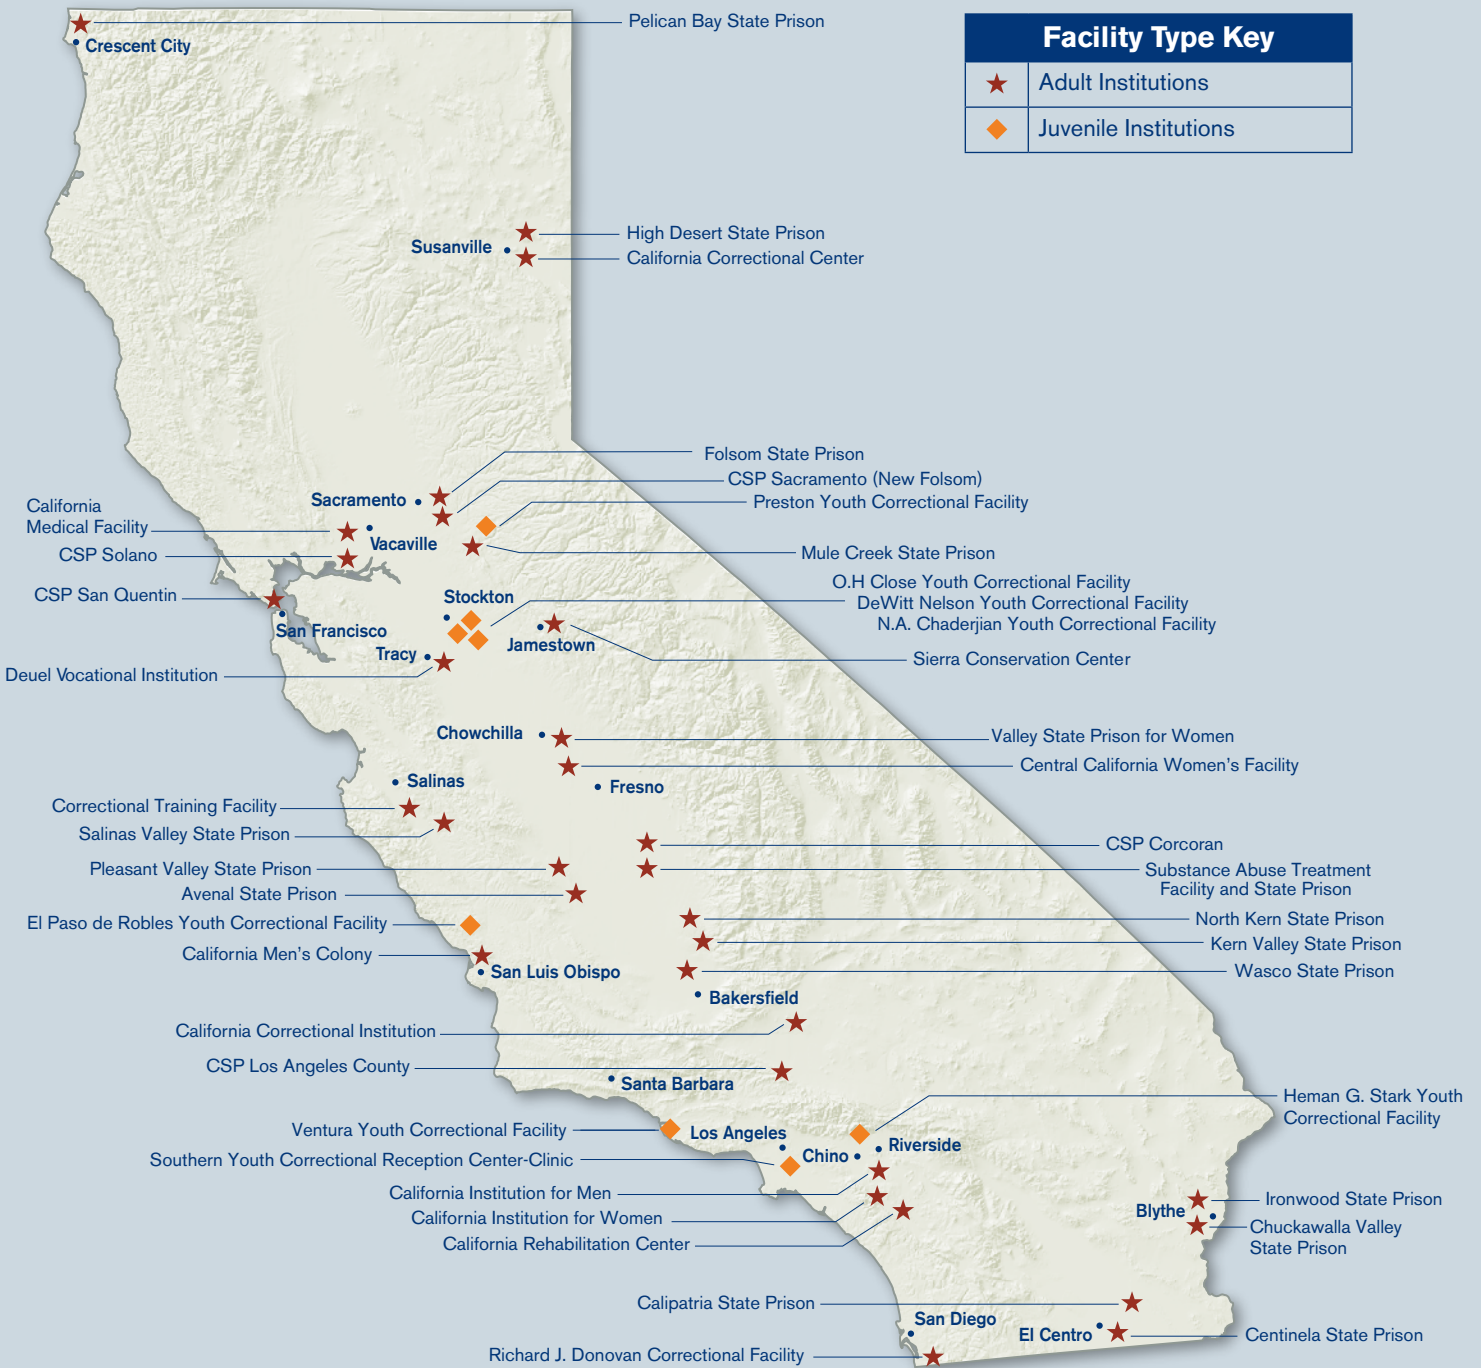 Pelican Bay State Prison
Crescent City
Facility Type Key
Adult Institutions
Juvenile Institutions
High Desert State Prison
Susanville
California Correctional Center
Folsom State Prison
CSP Sacramento (New Folsom)
Sacramento
Preston Youth Correctional Facility
California
Medical Facility
Vacaville
CSP Solano
Mule Creek State Prison
O.H Close Youth Correctional Facility
DeWitt Nelson Youth Correctional Facility
N.A. Chaderjian Youth Correctional Facility
CSP San Quentin
Stockton
San Francisco
Jamestown
Tracy
Sierra Conservation Center
Deuel Vocational Institution
Chowchilla
Valley State Prison for Women
Central California Women's Facility
Salinas
Fresno
Correctional Training Facility
Salinas Valley State Prison
CSP Corcoran
Pleasant Valley State Prison
Substance Abuse Treatment
Facility and State Prison
Avenal State Prison
North Kern State Prison
El Paso de Robles Youth Correctional Facility
Kern Valley State Prison
California Men's Colony
San Luis Obispo
Wasco State Prison
Bakersfield
California Correctional Institution
CSP Los Angeles County
Santa Barbara
Heman G. Stark Youth
Correctional Facility
Ventura Youth Correctional Facility
Los Angeles
Riverside
Chino
Southern Youth Correctional Reception Center-Clinic
California Institution for Men
Ironwood State Prison
Blythe
California Institution for Women
Chuckawalla Valley
State Prison
California Rehabilitation Center
Calipatria State Prison
San Diego
El Centro
Centinela State Prison
Richard J. Donovan Correctional Facility